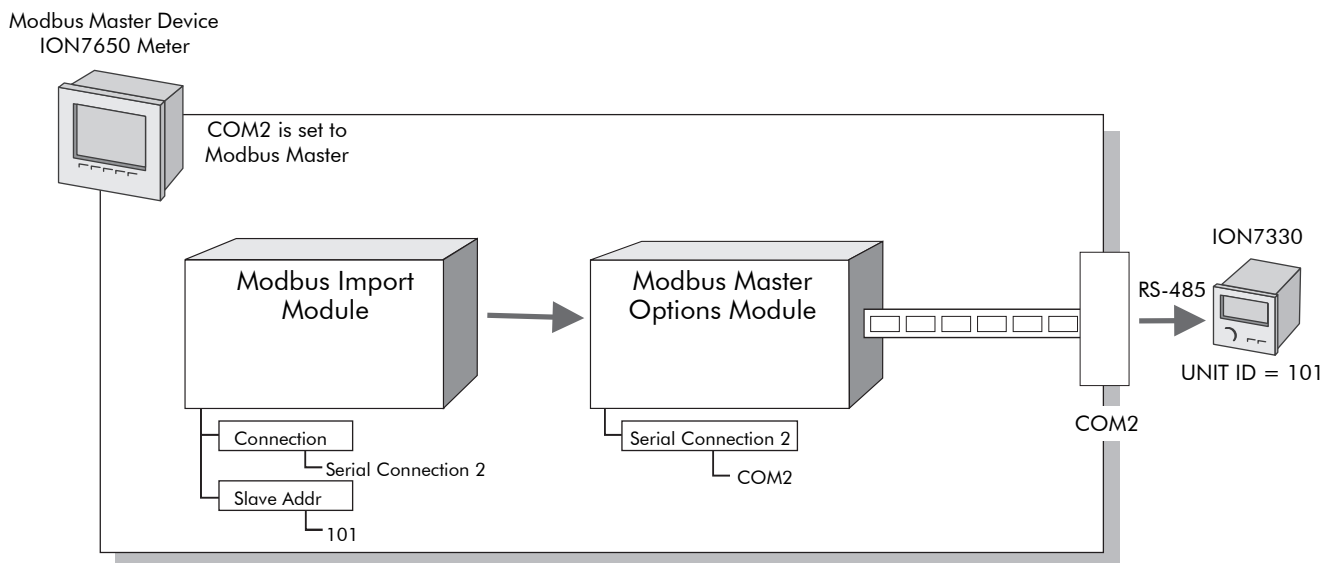 Modbus Master Device
ION7650 Meter
COM2 is set to
Modbus Master
Modbus Import
Module
Modbus Master
Options Module
ION7330
RS-485
UNIT ID = 101
COM2
Connection
Serial Connection 2
Slave Addr
101
Serial Connection 2
COM2